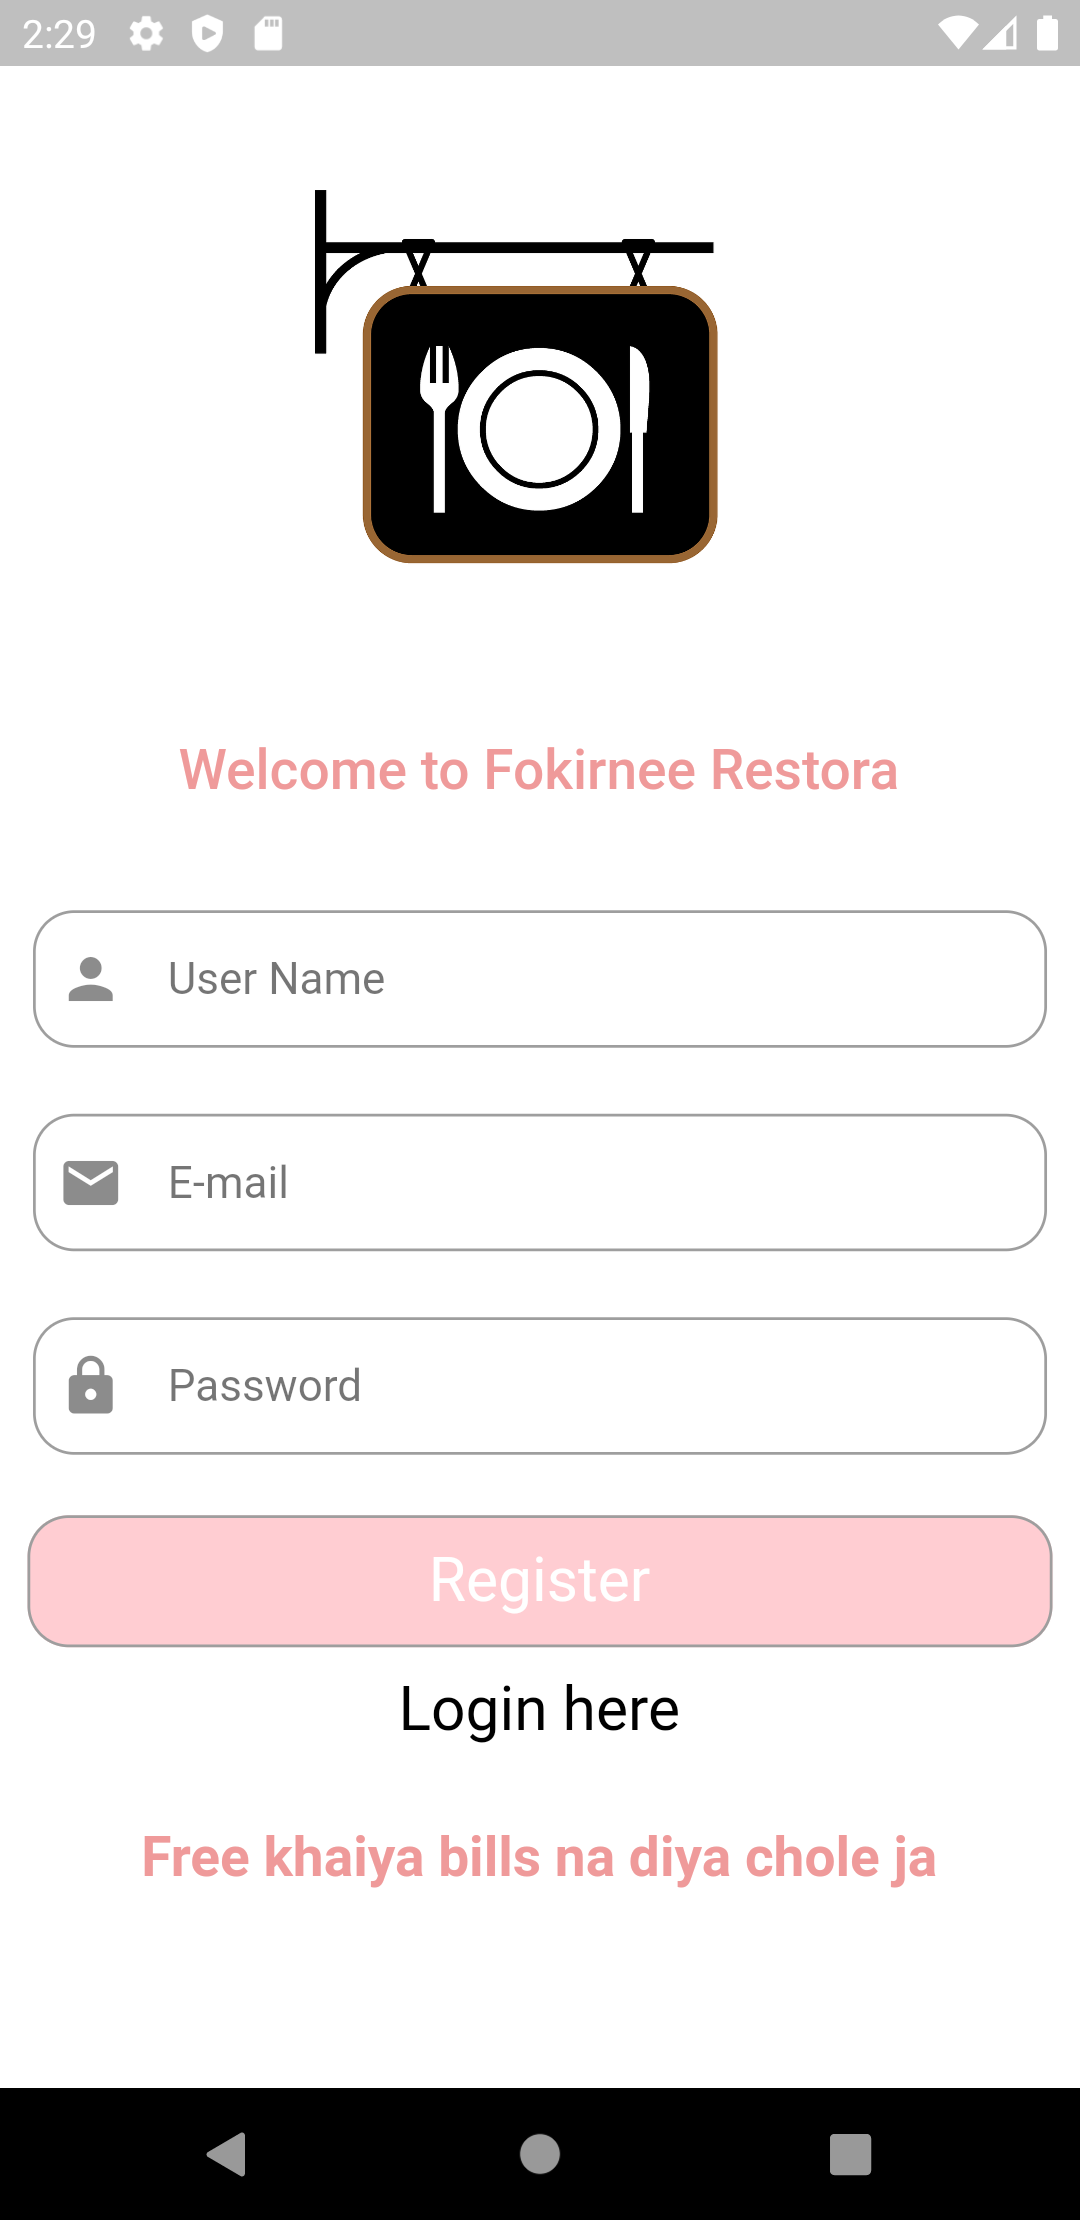 2:29
Welcome to Fokirnee Restora
User Name
E-mail
Password
Register
Login here
Free khaiya bills na diya chole ja